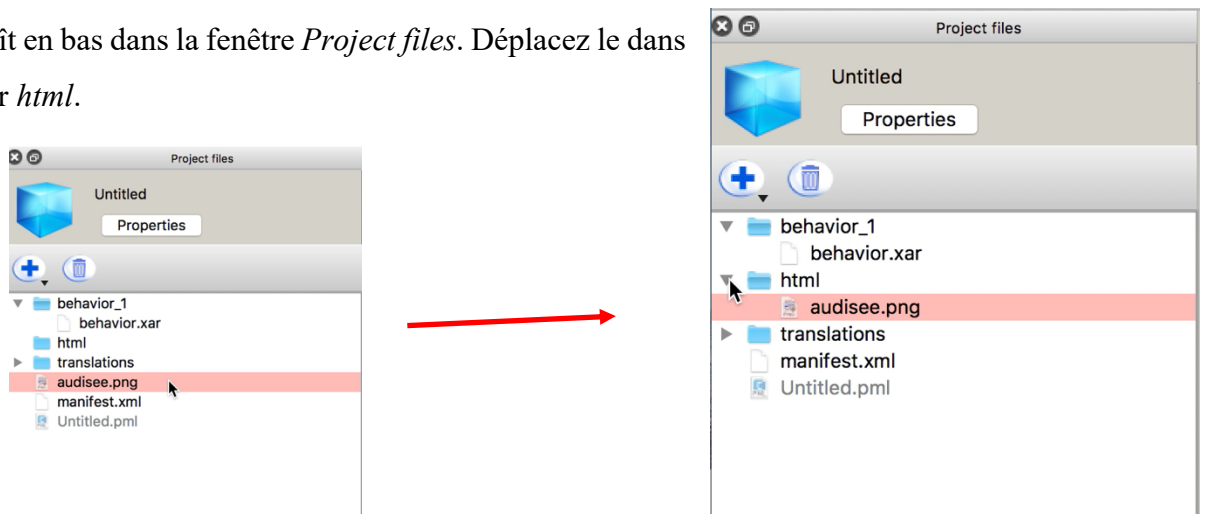 ît en bas dans la fenêtre Project files. Déplacez le dans
r html.
Project files
Untitled
Properties
behavior_1
behavior.xar
html
translations
audisee.png
manifest.xml
Untitled.pml
Project files
Untitled
Properties
behavior_1
behavior.xar
html
audisee.png
translations
manifest.xml
Untitled.pml